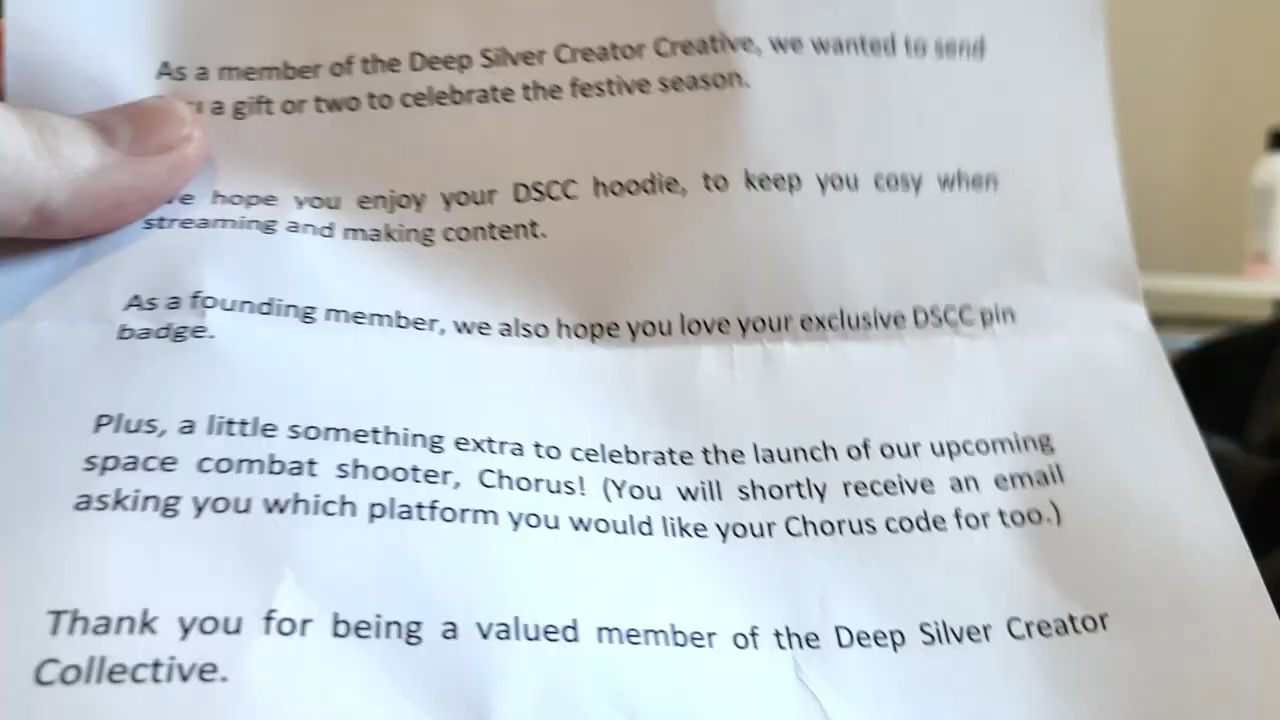 As a member of the Deep Silver Creator Creative, we wanted to send
a gift or two to celebrate the festive season.
hope you enjoy your DSCC hoodie, to keep you cosy when
streaming and making content.
As a founding member, we also hope you love your exclusive DSCC pin
badge.
Plus, a little something extra to celebrate the launch of our upcoming
space combat shooter, Chorus! (You will shortly receive an email
asking you which platform you would like your Chorus code for too.)
Thank you for being a valued member of the Deep Silver Creator
Collective.